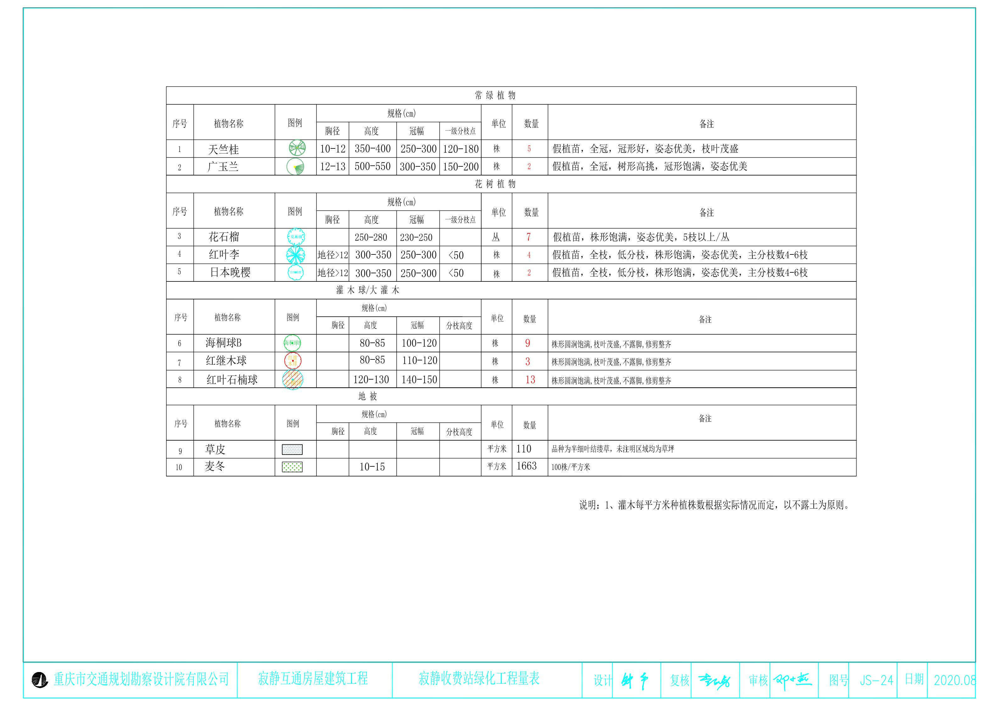 常绿植物
序号 植物名称 图例 规格(cm) 单位 数量 备注
胸径 高度 冠幅 一级分枝点
1 天竺桂 10-12 350-400 250-300 120-180 株 5 假植苗，全冠，冠形好，姿态优美，枝叶茂盛
2 广玉兰 12-13 500-550 300-350 150-200 株 2 假植苗，全冠，树形高挑，冠形饱满，姿态优美
花树植物
序号 植物名称 图例 规格(cm) 单位 数量 备注
胸径 高度 冠幅 一级分枝点
3 花石榴 花石榴 250-280 230-250 丛 7 假植苗，株形饱满，姿态优美，5枝以上/丛
4 红叶李 地径>12 300-350 250-300 <50 株 4 假植苗，全枝，低分枝，株形饱满，姿态优美，主分枝数4-6枝
5 日本晚樱 日本晚樱 地径>12 300-350 250-300 <50 株 2 假植苗，全枝，低分枝，株形饱满，姿态优美，主分枝数4-6枝
灌木球/大灌木
序号 植物名称 图例 规格(cm) 单位 数量 备注
胸径 高度 冠幅 分枝高度
6 海桐球B 海桐球B 80-85 100-120 株 9 株形圆润饱满,枝叶茂盛,不露脚,修剪整齐
7 红继木球 红继木球 80-85 110-120 株 3 株形圆润饱满,枝叶茂盛,不露脚,修剪整齐
8 红叶石楠球 120-130 140-150 株 13 株形圆润饱满,枝叶茂盛,不露脚,修剪整齐
地被
序号 植物名称 图例 规格(cm) 单位 数量 备注
胸径 高度 冠幅 分枝高度
9 草皮 平方米 110 品种为半细叶结缕草，未注明区域均为草坪
10 麦冬 10-15 平方米 1663 100株/平方米
说明：1、灌木每平方米种植株数根据实际情况而定，以不露土为原则。
重庆市交通规划勘察设计院有限公司 寂静互通房屋建筑工程 寂静收费站绿化工程量表 设计 复核 审核 图号 JS-24 日期 2020.08